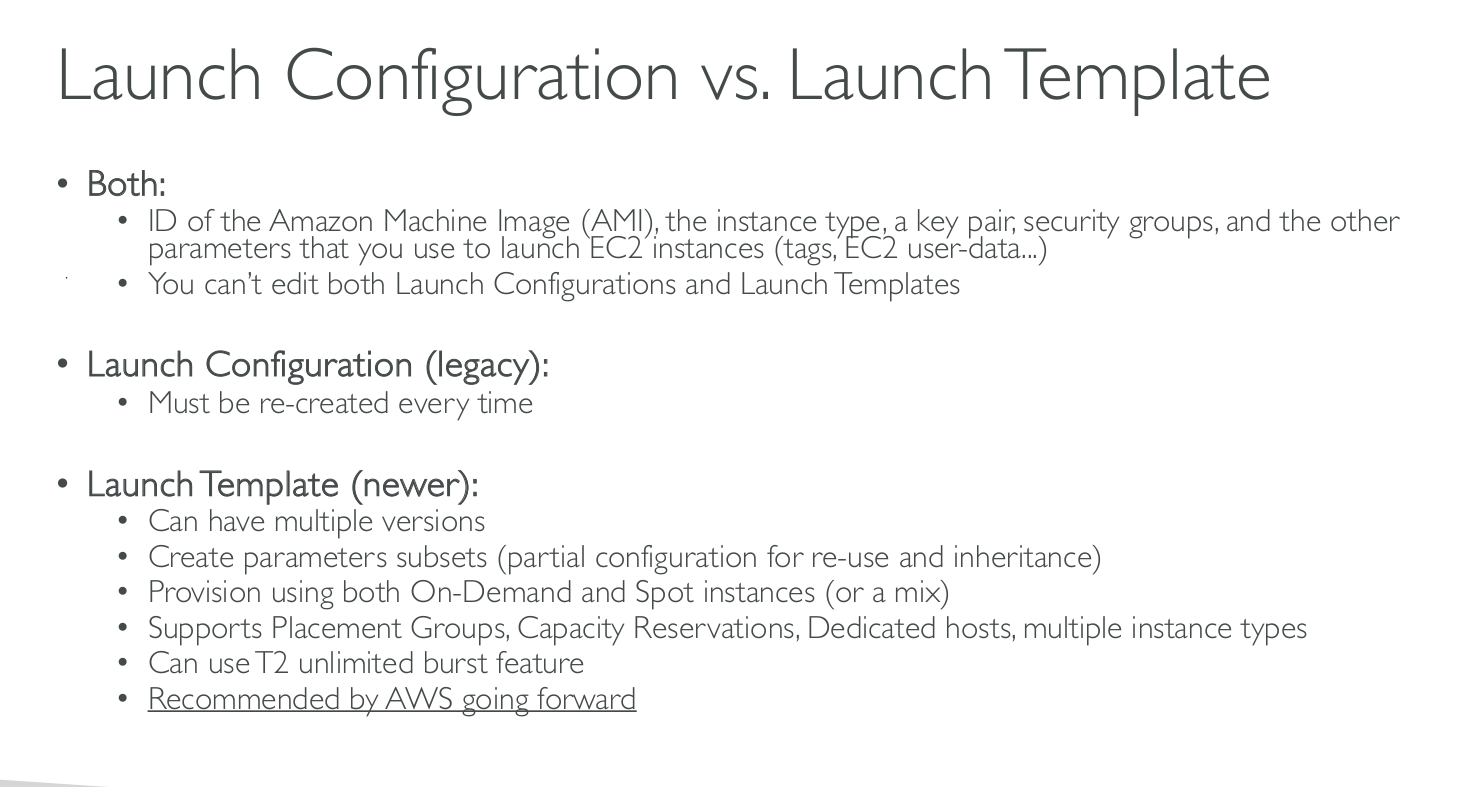 Launch Configuration vs. Launch Template
• Both:
• ID of the Amazon Machine Image (AMI), the instance type, a key pair, security groups, and the other
parameters that you use to launch EC2 instances (tags, EC2 user-data...)
• You can't edit both Launch Configurations and Launch Templates
• Launch Configuration (legacy):
• Must be re-created every time
• Launch Template (newer):
• Can have multiple versions
• Create parameters subsets (partial configuration for re-use and inheritance)
• Provision using both On-Demand and Spot instances (or a mix)
• Supports Placement Groups, Capacity Reservations, Dedicated hosts, multiple instance types
• Can use T2 unlimited burst feature
• Recommended by AWS going forward